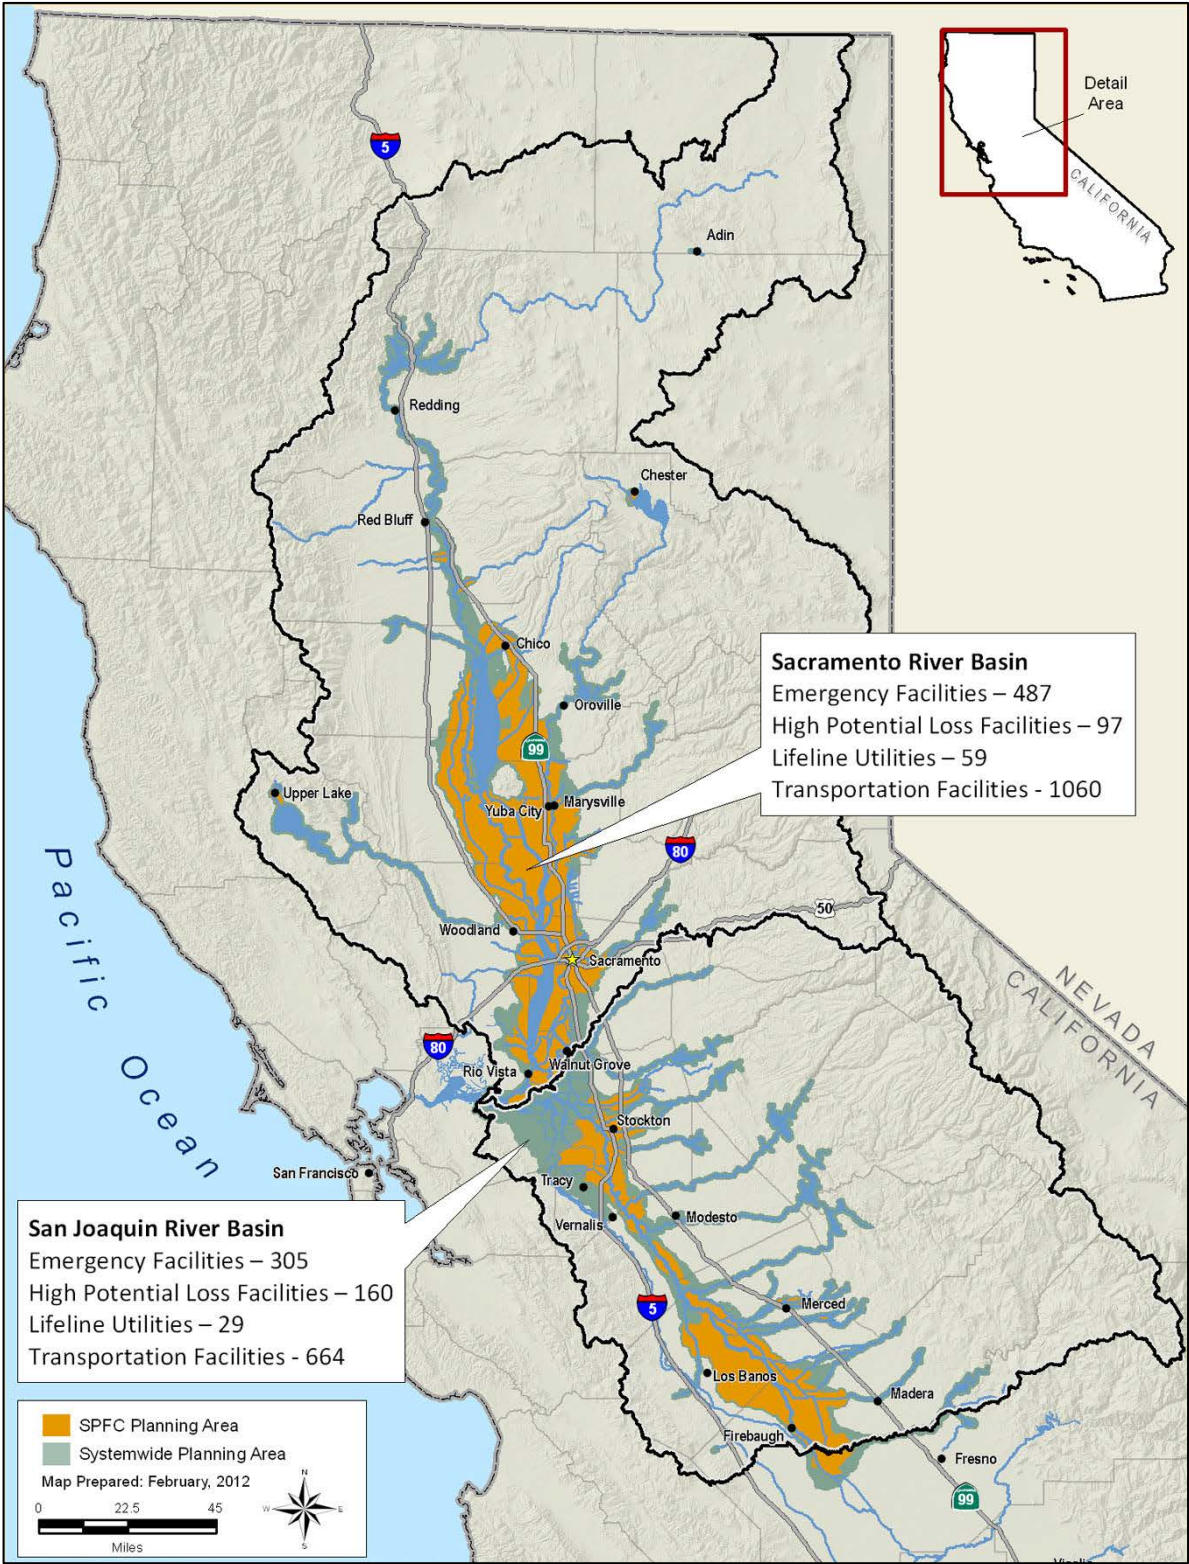 5
Detail
Area
CALIFORNIA
Adin
Redding
Chester
Red Bluff
Chico
Sacramento River Basin
Emergency Facilities – 487
High Potential Loss Facilities – 97
Lifeline Utilities – 59
Transportation Facilities - 1060
Oroville
99
Upper Lake
Yuba City
Marysville
80
Pacific Ocean
50
Woodland
Sacramento
NEVADA
CALIFORNIA
80
Walnut Grove
Rio Vista
Stockton
San Francisco
Tracy
Vernalis
Modesto
San Joaquin River Basin
Emergency Facilities – 305
High Potential Loss Facilities – 160
Lifeline Utilities – 29
Transportation Facilities - 664
5
Merced
Los Banos
Madera
Firebaugh
Fresno
99
SPFC Planning Area
Systemwide Planning Area
Map Prepared: February, 2012
0 22.5 45
Miles
N
W E
S